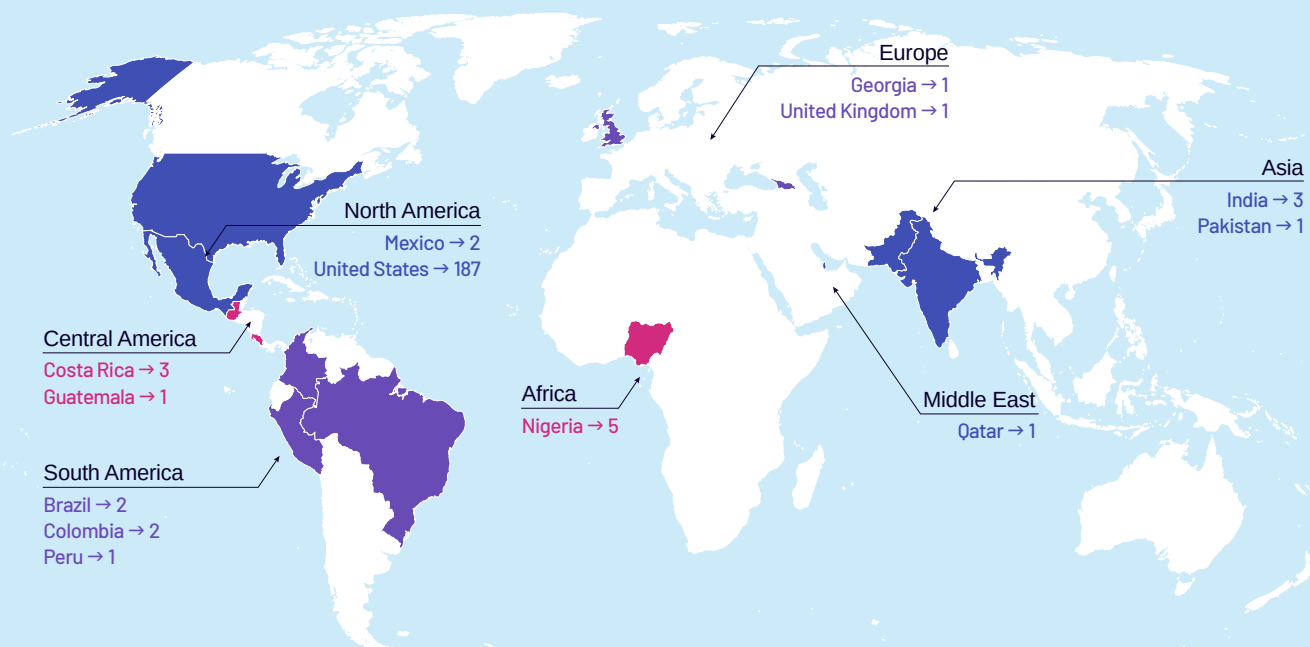 Europe
Georgia → 1
United Kingdom → 1
Asia
India → 3
Pakistan → 1
North America
Mexico → 2
United States → 187
Central America
Costa Rica → 3
Guatemala → 1
Africa
Nigeria → 5
Middle East
Qatar → 1
South America
Brazil → 2
Colombia → 2
Peru → 1